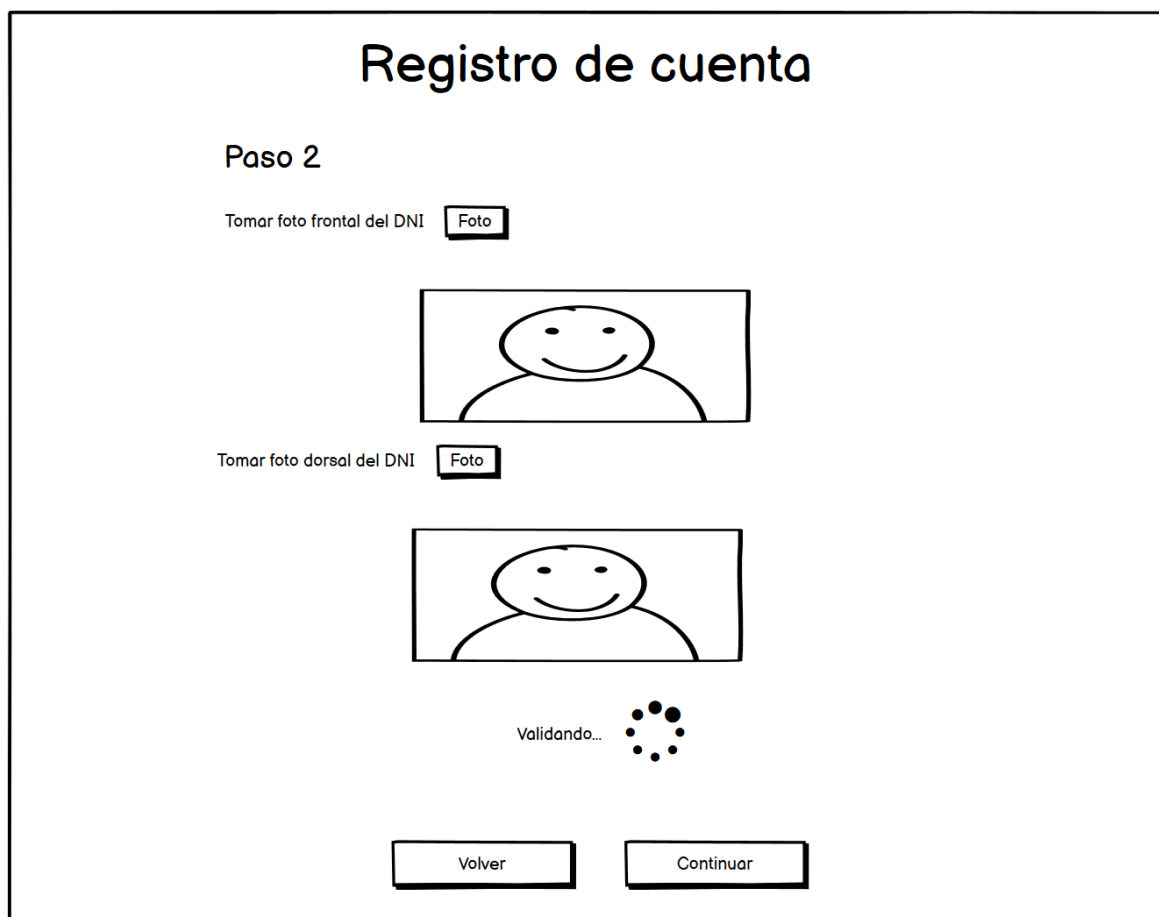 Registro de cuenta
Paso 2
Tomar foto frontal del DNI Foto
Tomar foto dorsal del DNI Foto
Validando...
Volver Continuar